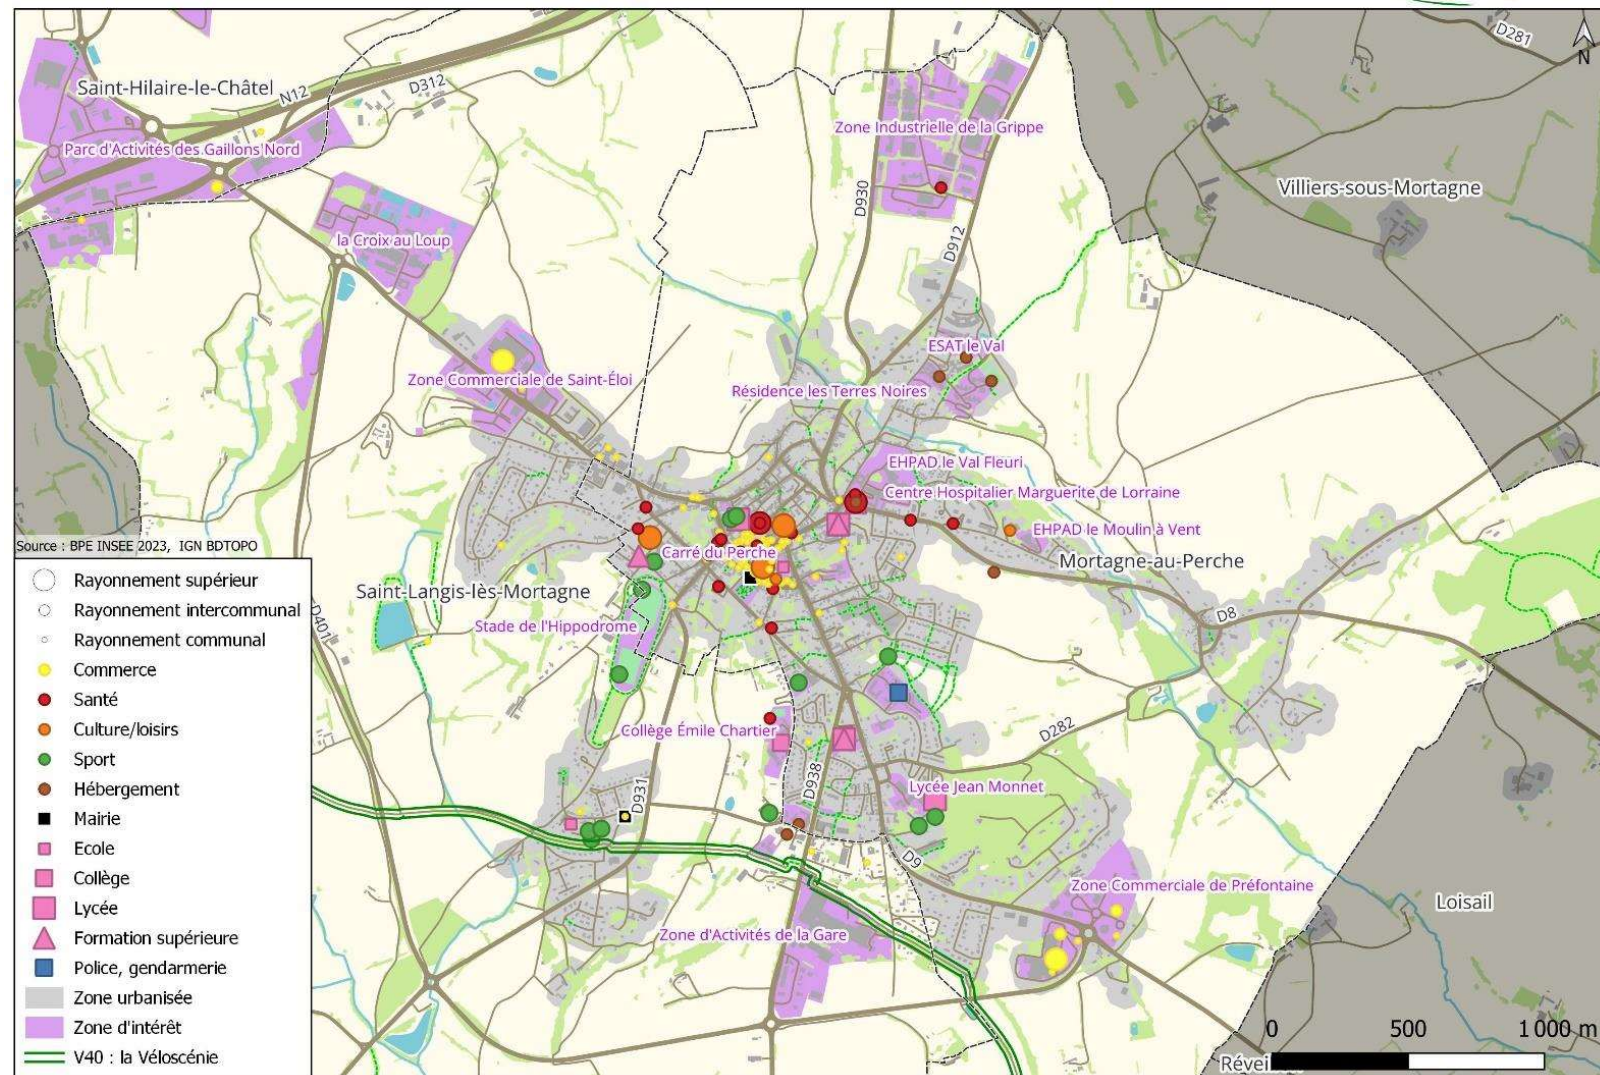 D281
N
Saint-Hilaire-le-Châtel
N12
D312
Zone Industrielle de la Grippe
Parc d'Activités des Gaillons Nord
Villiers-sous-Mortagne
D930
D912
la Croix au Loup
ESAT le Val
Zone Commerciale de Saint-Éloi
Résidence les Terres Noires
EHPAD le Val Fleuri
Centre Hospitalier Marguerite de Lorraine
EHPAD le Moulin à Vent
Source : BPE INSEE 2023, IGN BDTOPO
Carré du Perche
Mortagne-au-Perche
Saint-Langis-lès-Mortagne
D401
D8
Stade de l'Hippodrome
Collège Émile Chartier
D282
D938
D931
Lycée Jean Monnet
D9
Zone Commerciale de Préfontaine
Loisail
Zone d'Activités de la Gare
Rayonnement supérieur
Rayonnement intercommunal
Rayonnement communal
Commerce
Santé
Culture/loisirs
Sport
Hébergement
Mairie
Ecole
Collège
Lycée
Formation supérieure
Police, gendarmerie
Zone urbanisée
Zone d'intérêt
V40 : la Véloscénie
0 500 1 000 m